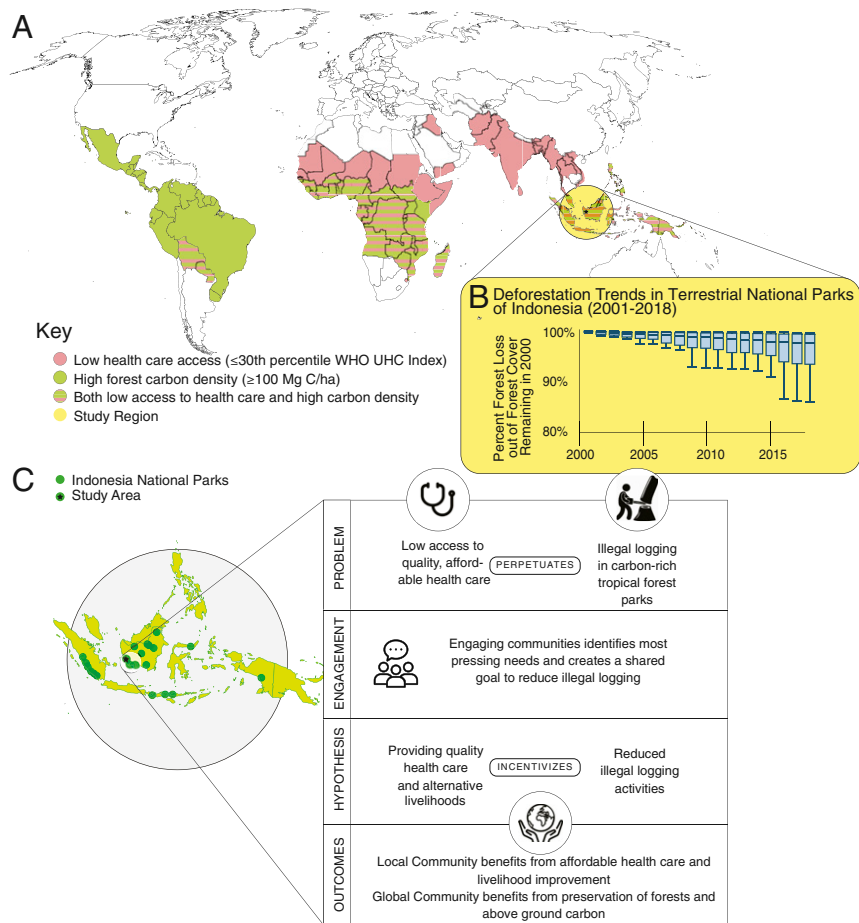 A
Key
Low health care access (≤30th percentile WHO UHC Index)
High forest carbon density (≥100 Mg C/ha)
Both low access to health care and high carbon density
Study Region
B Deforestation Trends in Terrestrial National Parks
of Indonesia (2001-2018)
Percent Forest Loss
out of Forest Cover
Remaining in 2000
100%
90%
80%
2000 2005 2010 2015
C
Indonesia National Parks
Study Area
PROBLEM
Low access to
quality, afford-
able health care
PERPETUATES
Illegal logging
in carbon-rich
tropical forest
parks
ENGAGEMENT
Engaging communities identifies most
pressing needs and creates a shared
goal to reduce illegal logging
HYPOTHESIS
Providing quality
health care
and alternative
livelihoods
INCENTIVIZES
Reduced
illegal logging
activities
OUTCOMES
Local Community benefits from affordable health care and
livelihood improvement
Global Community benefits from preservation of forests and
above ground carbon